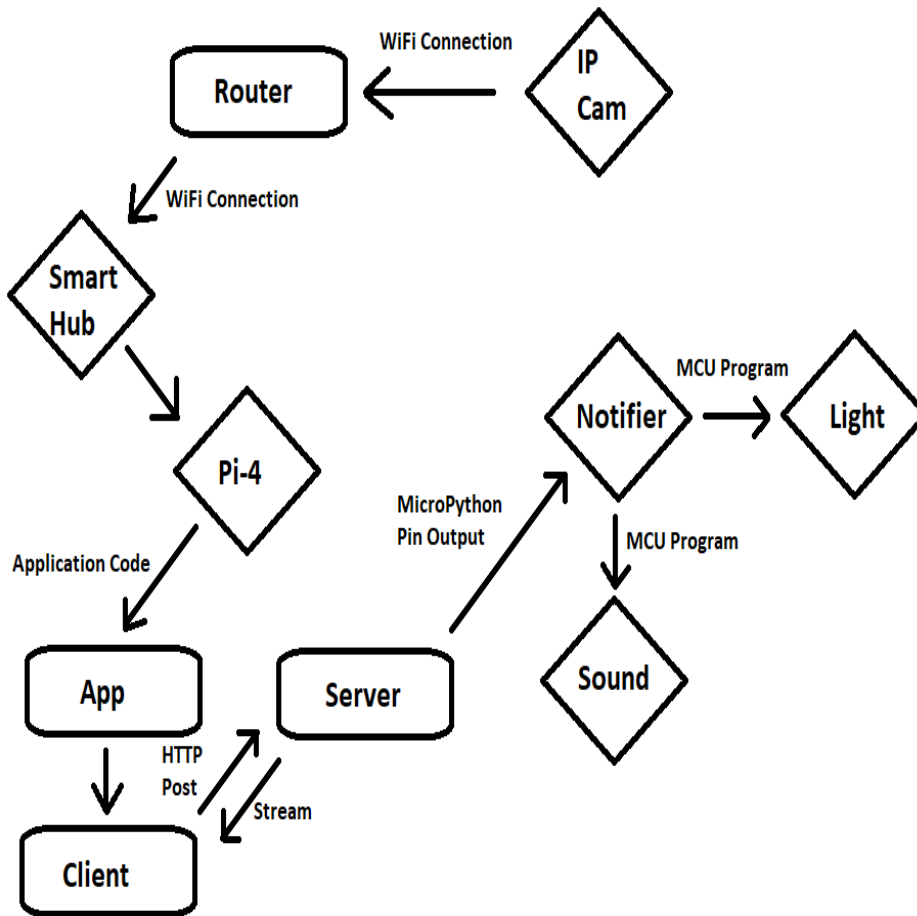 WiFi Connection
IP
Cam
Router
WiFi Connection
Smart
Hub
MCU Program
Notifier
Light
Pi-4
MicroPython
Pin Output
MCU Program
Application Code
Sound
App
Server
HTTP
Post
Stream
Client